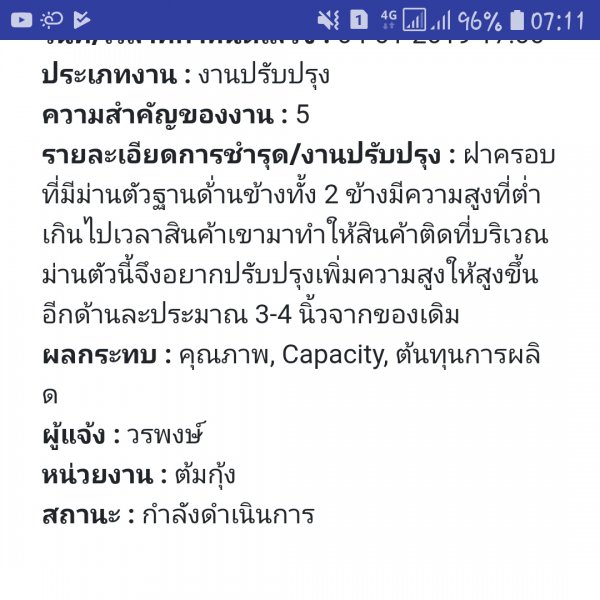 4G 96% 07:11
ประเภทงาน : งานปรับปรุง
ความสำคัญของงาน : 5
รายละเอียดการชำรุด/งานปรับปรุง : ฝาครอบ
ที่มีม่านตัวฐานด้่านข้างทั้ง 2 ข้างมีความสูงที่ต่ำ
เกินไปเวลาสินค้าเขามาทำให้สินค้าติดที่บริเวณ
ม่านตัวนี้จึงอยากปรับปรุงเพิ่มความสูงให้สูงขึ้น
อีกด้านละประมาณ 3-4 นิ้วจากของเดิม
ผลกระทบ : คุณภาพ, Capacity, ต้นทุนการผลิ
ต
ผู้แจ้ง : วรพงษ์
หน่วยงาน : ต้มกุ้ง
สถานะ : กำลังดำเนินการ